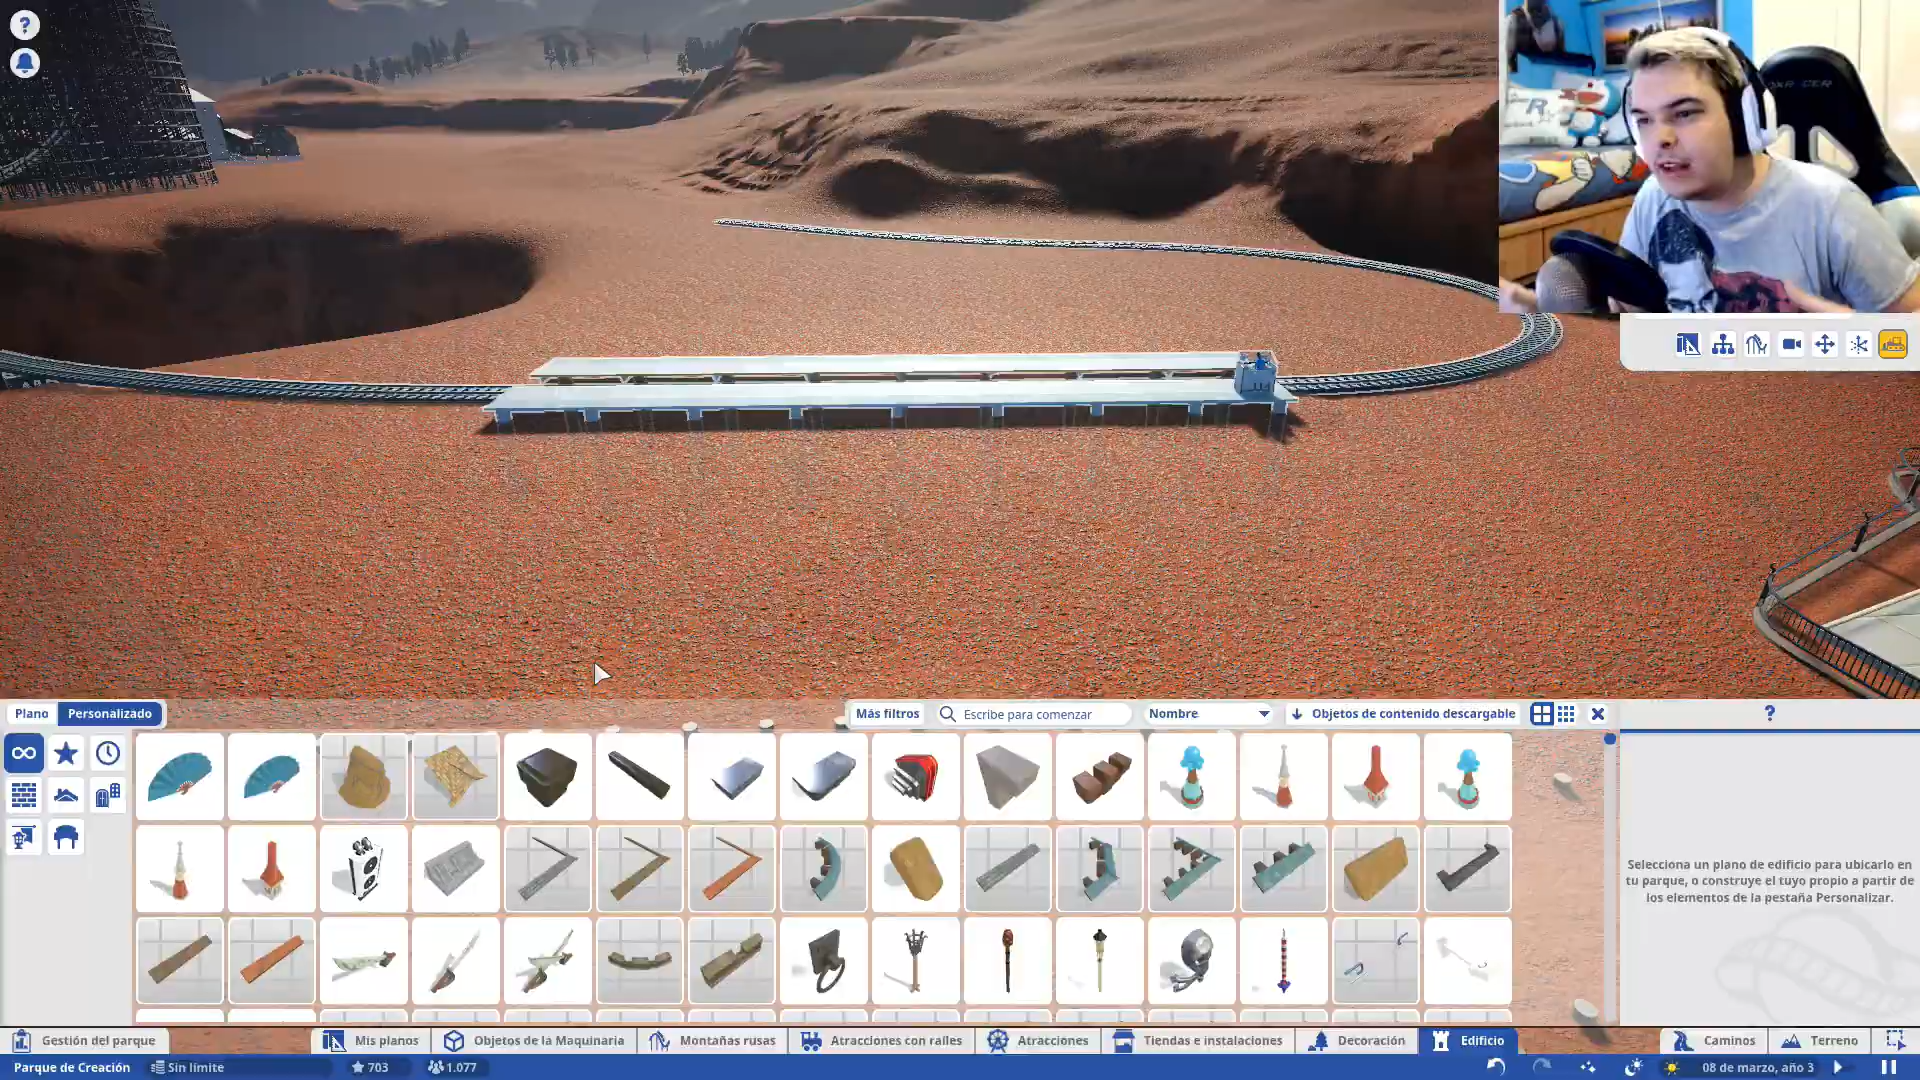 ?
Plano
Personalizado
Más filtros
Escribe para comenzar
Nombre
Objetos de contenido descargable
?
Selecciona un plano de edificio para ubicarlo en
tu parque, o construye el tuyo propio a partir de
los elementos de la pestaña Personalizar.
Gestión del parque
Mis planos
Objetos de la Maquinaria
Montañas rusas
Atracciones con raíles
Atracciones
Tiendas e instalaciones
Decoración
Edificio
Caminos
Terreno
Parque de Creación
Sin límite
703
1.077
08 de marzo, año 3